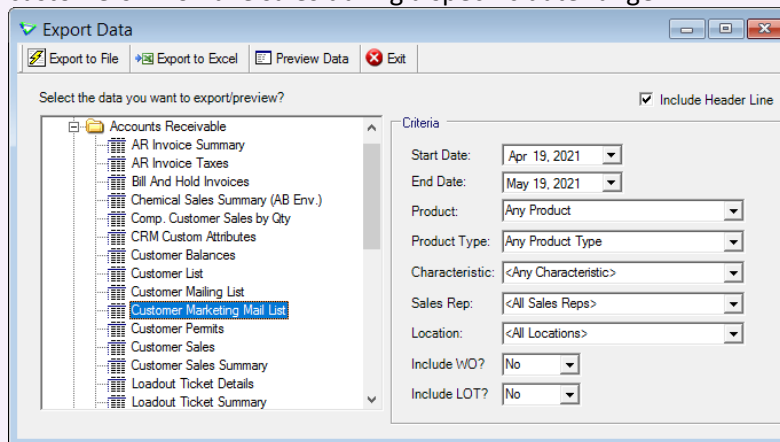 Export Data
Export to File Export to Excel Preview Data Exit
Select the data you want to export/preview?
Include Header Line
Accounts Receivable
AR Invoice Summary
AR Invoice Taxes
Bill And Hold Invoices
Chemical Sales Summary (AB Env.)
Comp. Customer Sales by Qty
CRM Custom Attributes
Customer Balances
Customer List
Customer Mailing List
Customer Marketing Mail List
Customer Permits
Customer Sales
Customer Sales Summary
Loadout Ticket Details
Loadout Ticket Summary
Criteria
Start Date: Apr 19, 2021
End Date: May 19, 2021
Product: Any Product
Product Type: Any Product Type
Characteristic: <Any Characteristic>
Sales Rep: <All Sales Reps>
Location: <All Locations>
Include WO? No
Include LOT? No